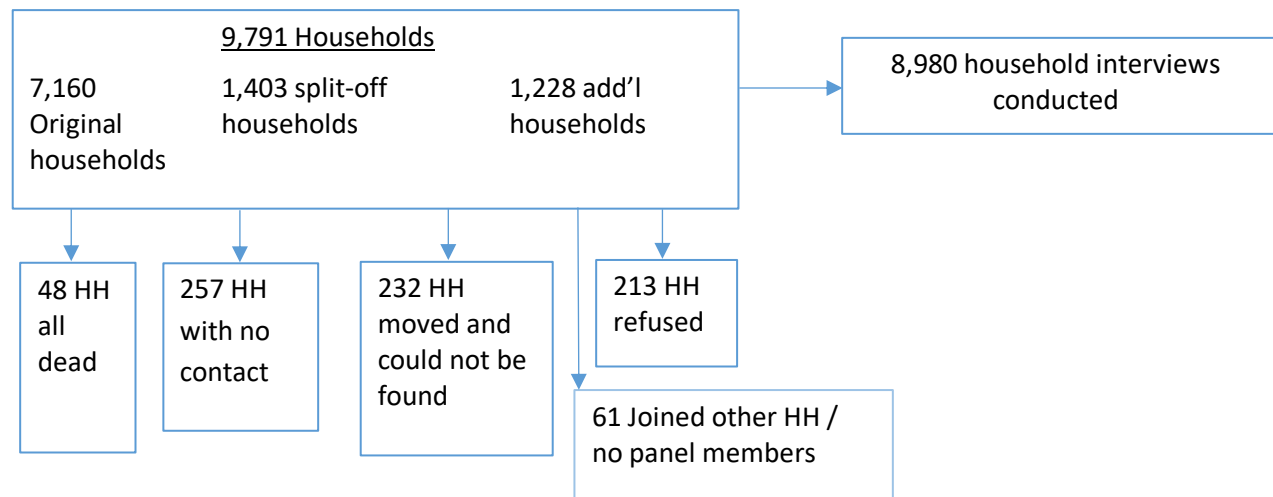 9,791 Households
7,160
Original
households
1,403 split-off
households
1,228 add’l
households
8,980 household interviews
conducted
48 HH
all
dead
257 HH
with no
contact
232 HH
moved and
could not be
found
213 HH
refused
61 Joined other HH /
no panel members